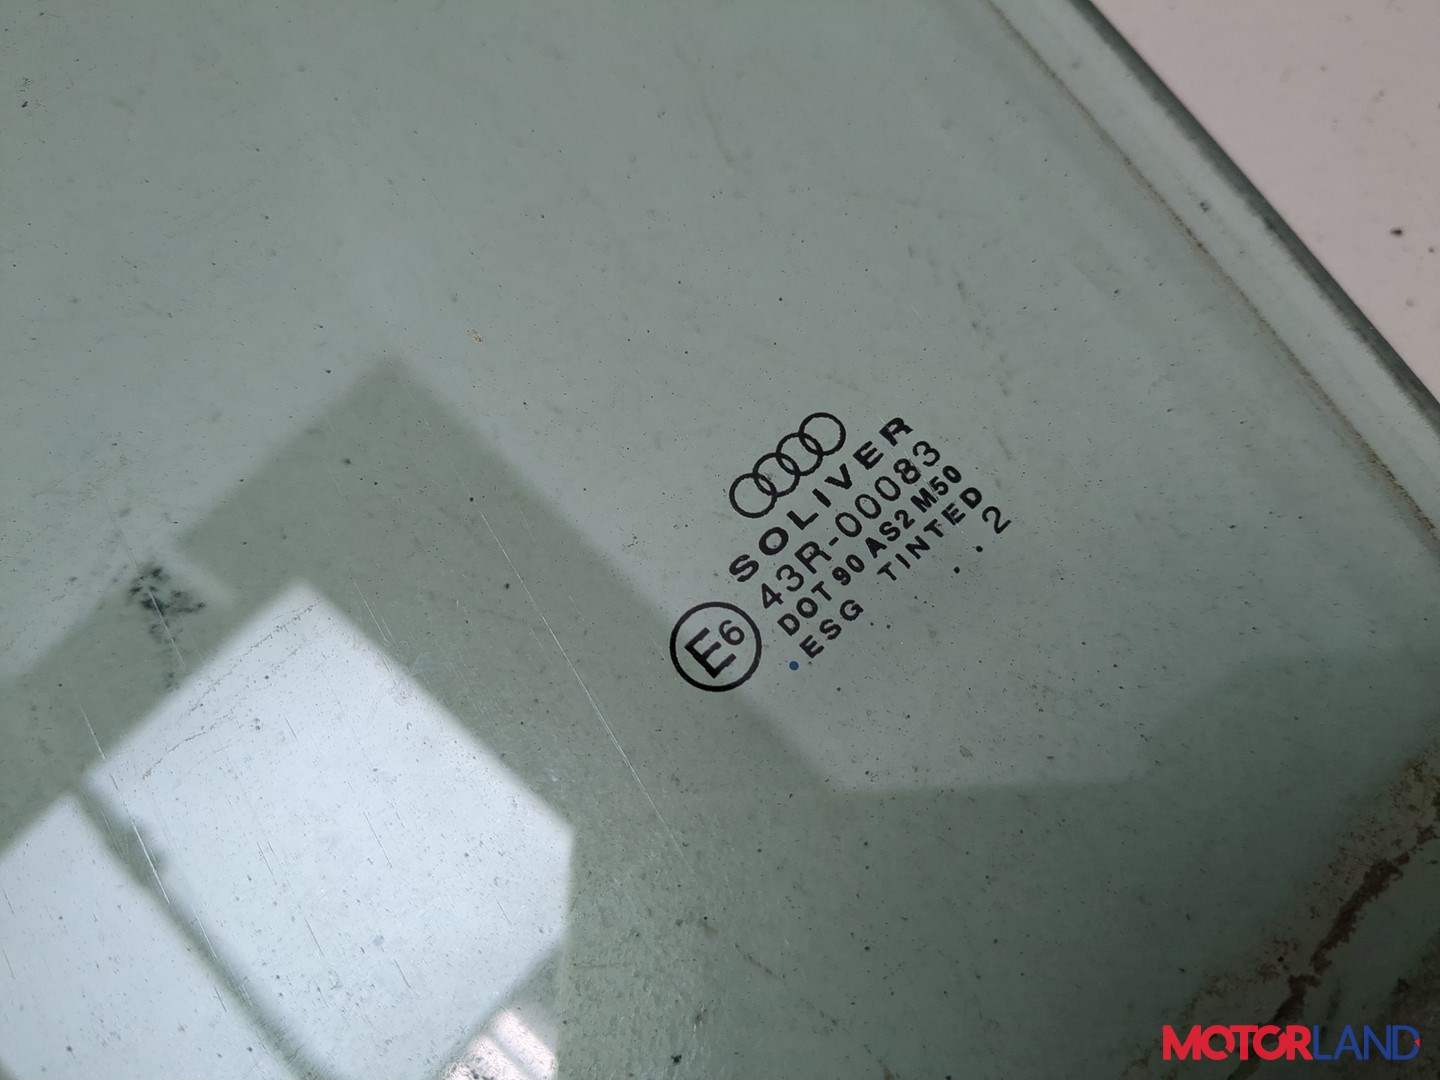 SOLIVER
43R-00083
E6
DOT 90 AS2 M50
ESG TINTED
. . 2
MOTORLAND